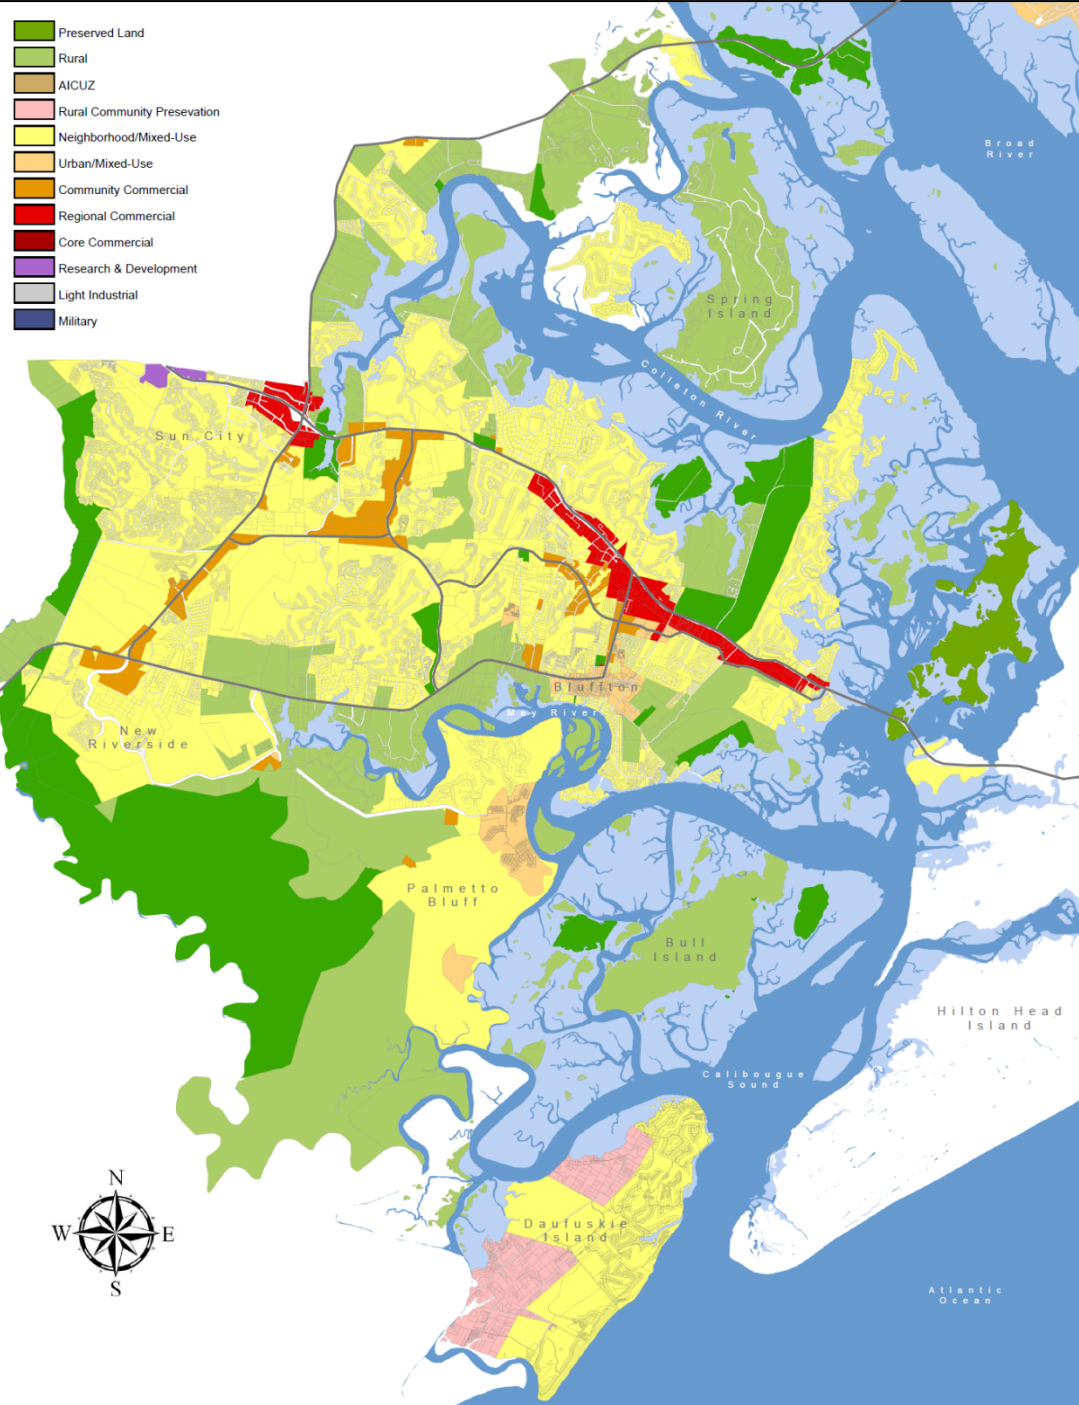 Preserved Land
Rural
AICUZ
Rural Community Presevation
Neighborhood/Mixed-Use
Urban/Mixed-Use
Community Commercial
Regional Commercial
Core Commercial
Research & Development
Light Industrial
Military
Broad
River
Spring
Island
Colleton River
Sun City
Bluffton
May River
New
Riverside
Palmetto
Bluff
Bull
Island
Hilton Head
Island
Calibougue
Sound
Daufuskie
Island
Atlantic
Ocean
N
W
E
S